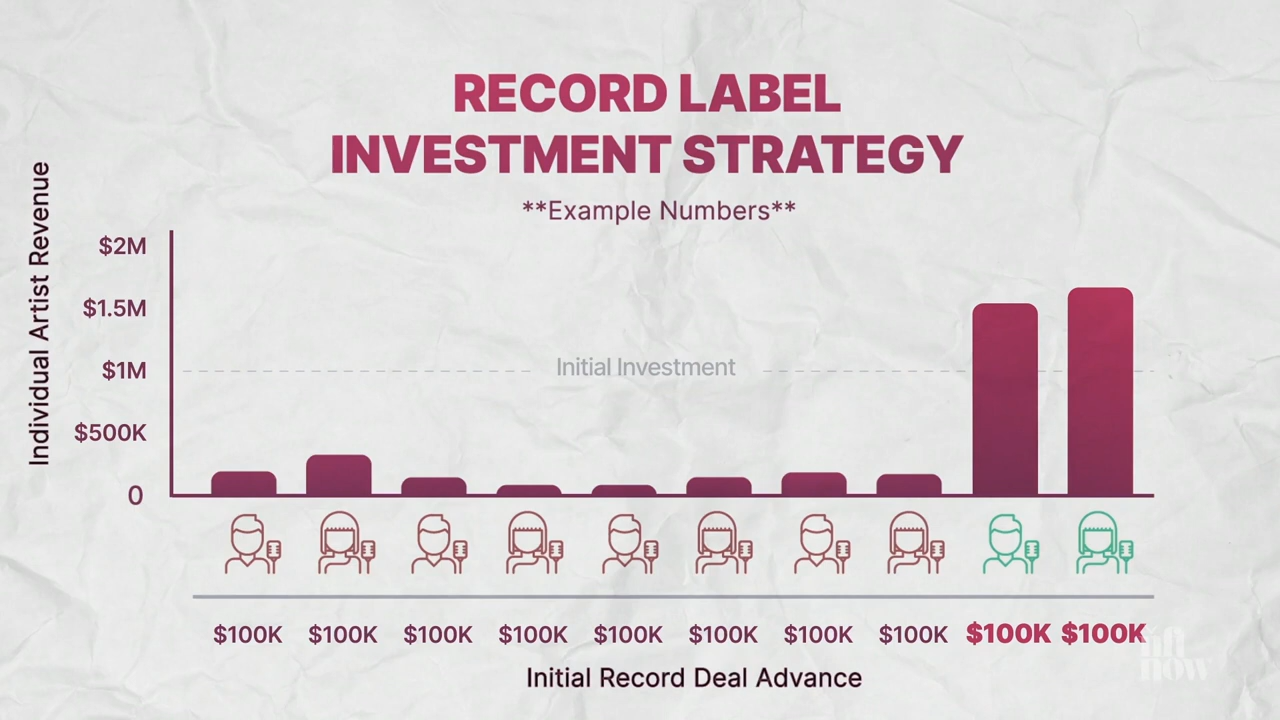 RECORD LABEL
INVESTMENT STRATEGY
**Example Numbers**
Individual Artist Revenue
$2M
$1.5M
$1M
$500K
0
Initial Investment
$100K $100K $100K $100K $100K $100K $100K $100K $100K $100K
Initial Record Deal Advance
now